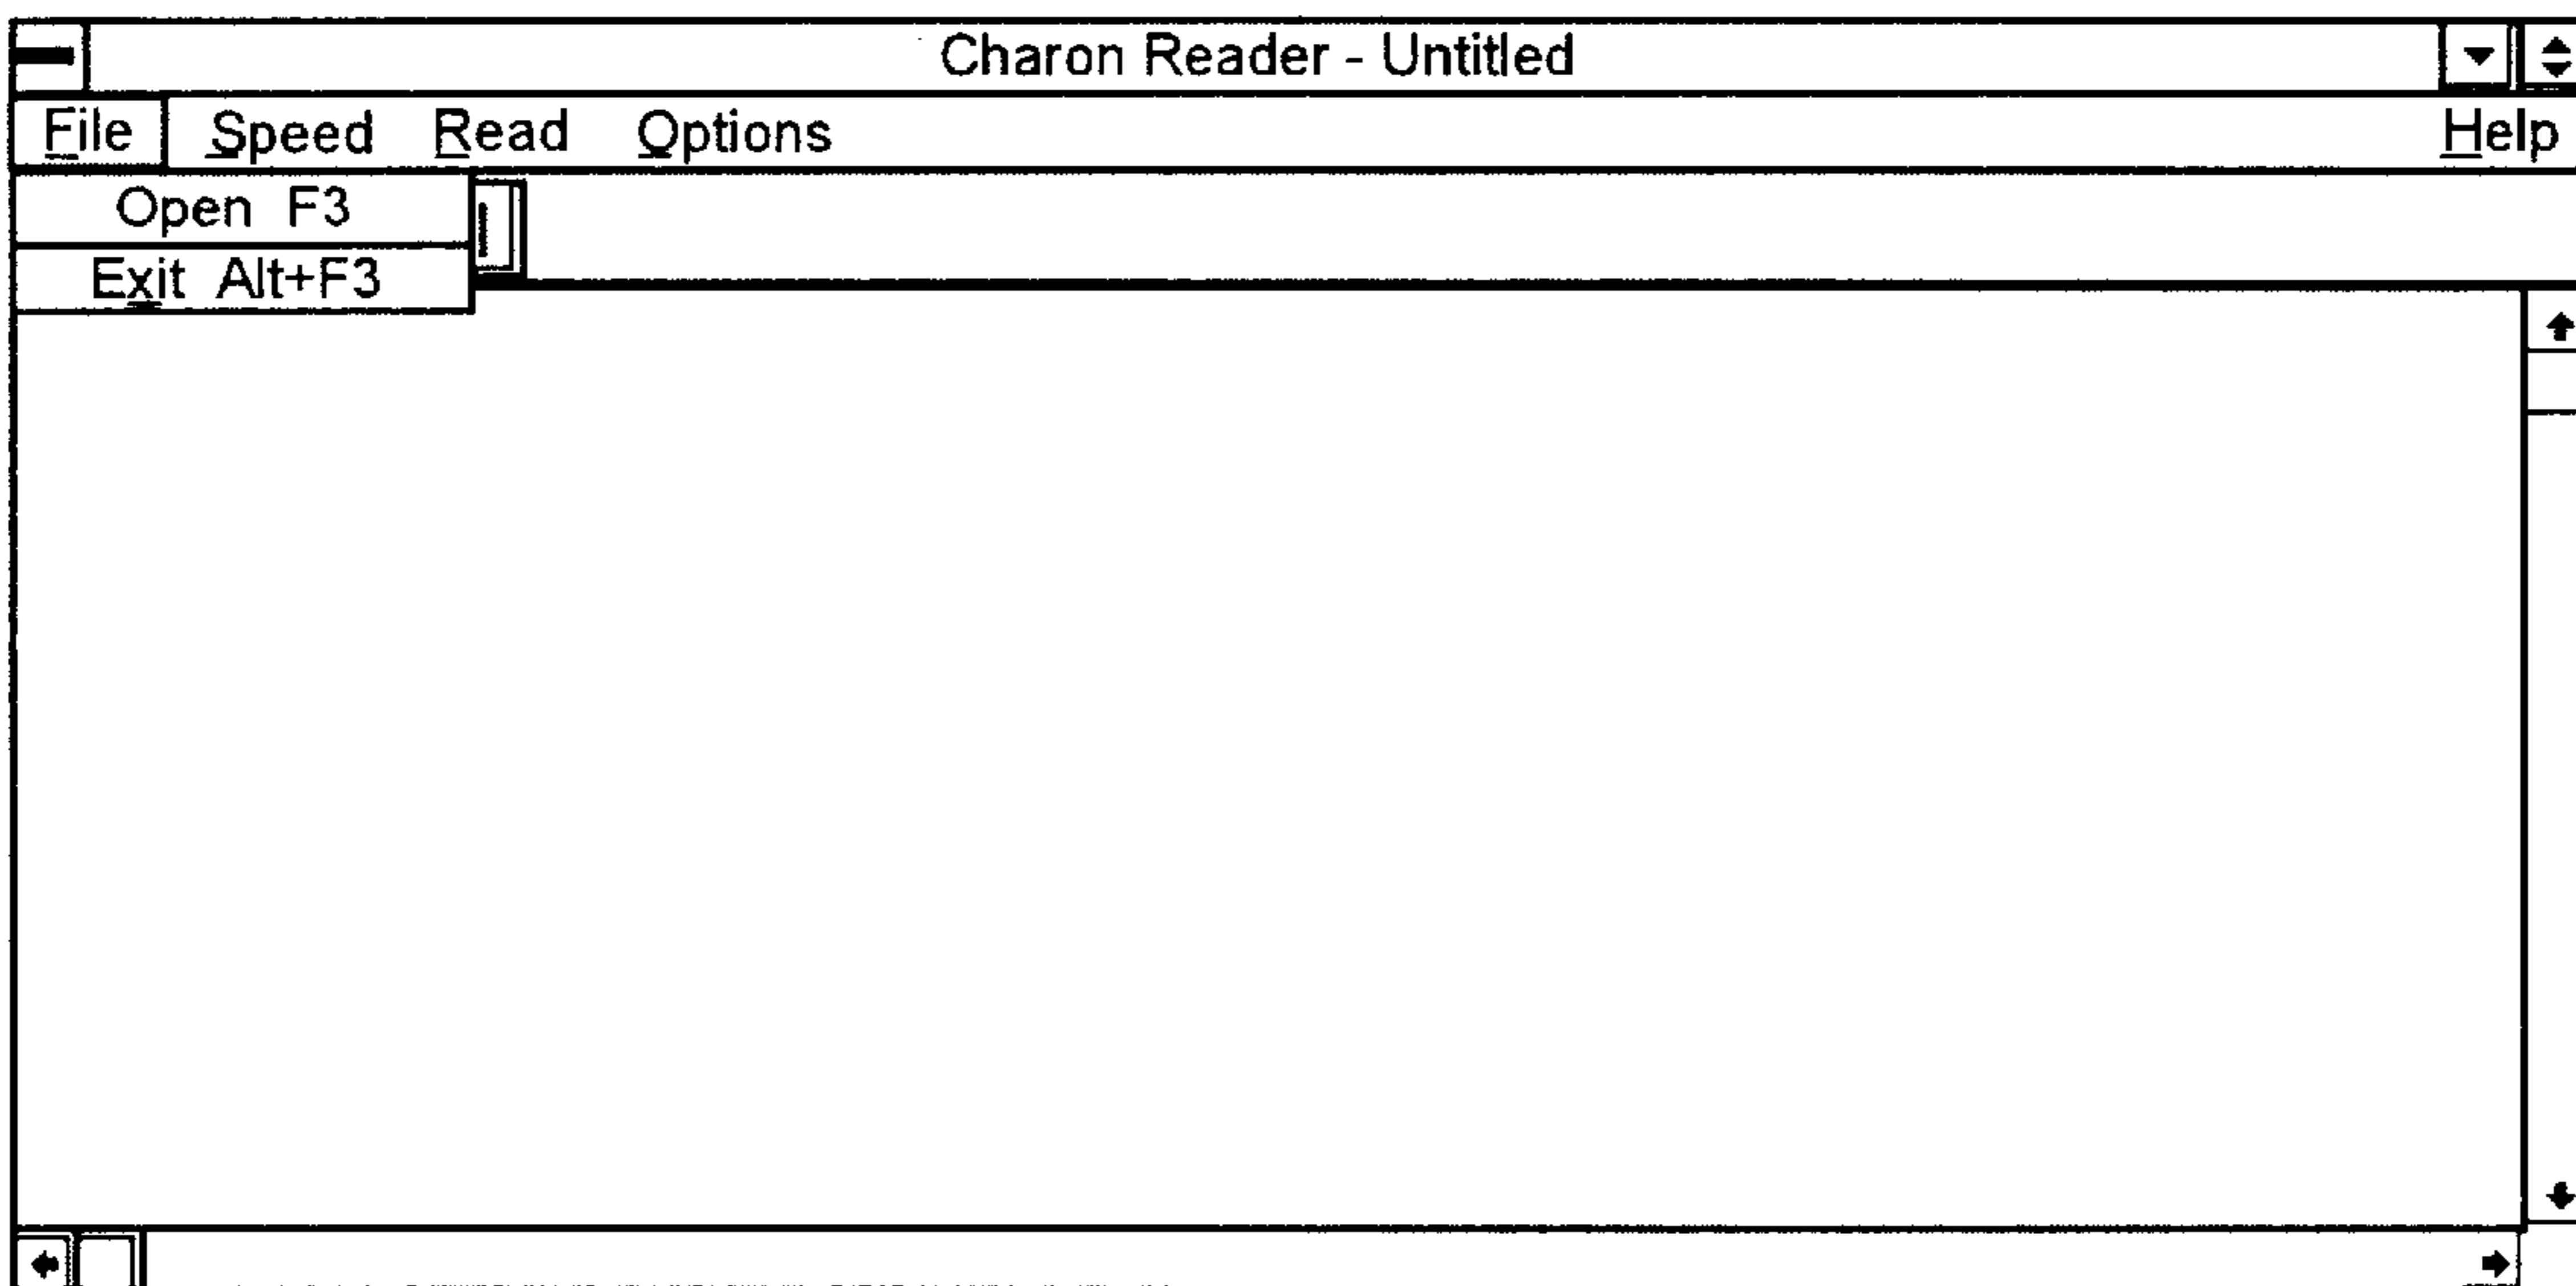 Charon Reader - Untitled
File Speed Read Options Help
Open F3
Exit Alt+F3